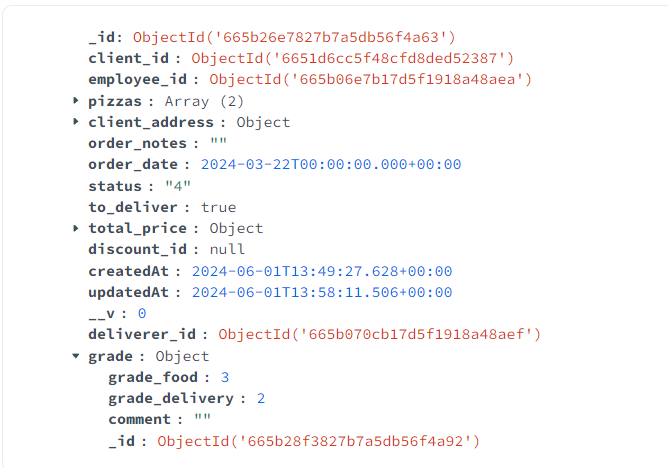 _id: ObjectId('665b26e7827b7a5db56f4a63')
client_id : ObjectId('6651d6cc5f48cfd8ded52387')
employee_id : ObjectId('665b06e7b17d5f1918a48aea')
pizzas : Array (2)
client_address : Object
order_notes : ""
order_date : 2024-03-22T00:00:00.000+00:00
status : "4"
to_deliver : true
total_price : Object
discount_id : null
createdAt : 2024-06-01T13:49:27.628+00:00
updatedAt : 2024-06-01T13:58:11.506+00:00
__v : 0
deliverer_id : ObjectId('665b070cb17d5f1918a48aef')
grade : Object
grade_food : 3
grade_delivery : 2
comment : ""
_id : ObjectId('665b28f3827b7a5db56f4a92')